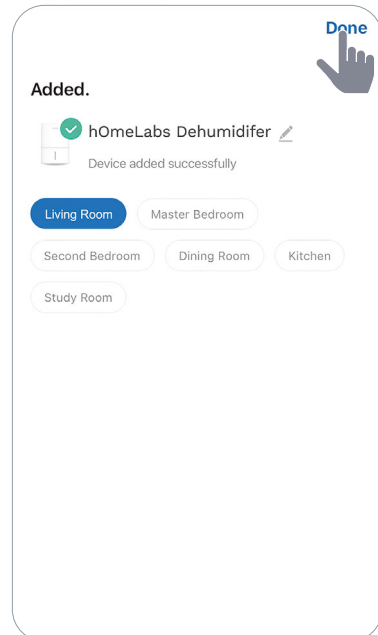 Done
Added.
hOmeLabs Dehumidifer
Device added successfully
Living Room Master Bedroom
Second Bedroom Dining Room Kitchen
Study Room